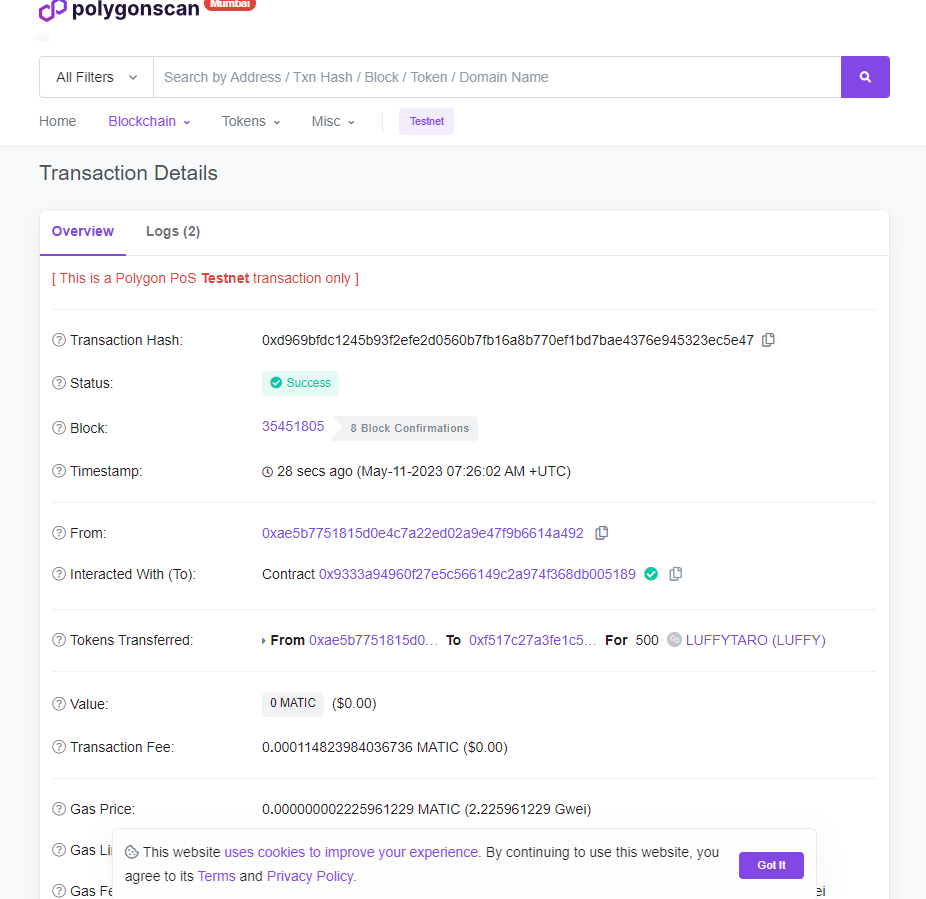 polygonscan Mumbai
All Filters Search by Address / Txn Hash / Block / Token / Domain Name
Home Blockchain Tokens Misc Testnet
Transaction Details
Overview Logs (2)
[ This is a Polygon PoS Testnet transaction only ]
Transaction Hash: 0xd969bfdc1245b93f2efe2d0560b7fb16a8b770ef1bd7bae4376e945323ec5e47
Status: Success
Block: 35451805 8 Block Confirmations
Timestamp: 28 secs ago (May-11-2023 07:26:02 AM +UTC)
From: 0xae5b7751815d0e4c7a22ed02a9e47f9b6614a492
Interacted With (To): Contract 0x9333a94960f27e5c566149c2a974f368db005189
Tokens Transferred: From 0xae5b7751815d0... To 0xf517c27a3fe1c5... For 500 LUFFYTARO (LUFFY)
Value: 0 MATIC ($0.00)
Transaction Fee: 0.000114823984036736 MATIC ($0.00)
Gas Price: 0.000000002225961229 MATIC (2.225961229 Gwei)
Gas Li
This website uses cookies to improve your experience. By continuing to use this website, you
agree to its Terms and Privacy Policy.
Got It
Gas Fe ei